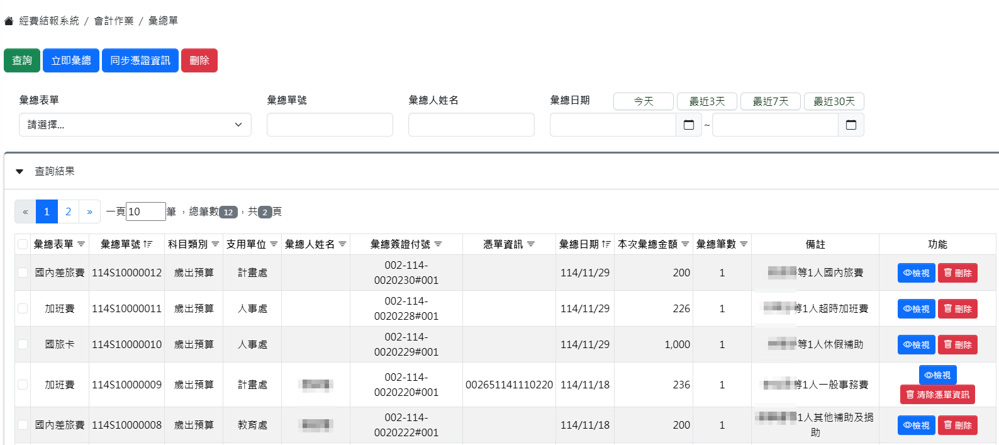 經費結報系統 / 會計作業 / 彙總單
查詢 立即彙總 同步憑證資訊 刪除
彙總表單 彙總單號 彙總人姓名 彙總日期 今天 最近3天 最近7天 最近30天
請選擇... ~
查詢結果
« 1 2 » 一頁10筆，總筆數12，共2頁
彙總表單 彙總單號 科目類別 支用單位 彙總人姓名 彙總簽證付號 憑單資訊 彙總日期 本次彙總金額 彙總筆數 備註 功能
國內差旅費 114S10000012 歲出預算 計畫處 002-114-0020230#001 114/11/29 200 1 等1人國內旅費 檢視 刪除
加班費 114S10000011 歲出預算 人事處 002-114-0020228#001 114/11/29 226 1 等1人超時加班費 檢視 刪除
國旅卡 114S10000010 歲出預算 人事處 002-114-0020229#001 114/11/29 1,000 1 等1人休假補助 檢視 刪除
加班費 114S10000009 歲出預算 計畫處 002-114-0020220#001 002651141110220 114/11/18 236 1 等1人一般事務費 檢視 清除憑單資訊
國內差旅費 114S10000008 歲出預算 教育處 002-114-0020222#001 114/11/18 200 1 1人其他補助及捐助 檢視 刪除